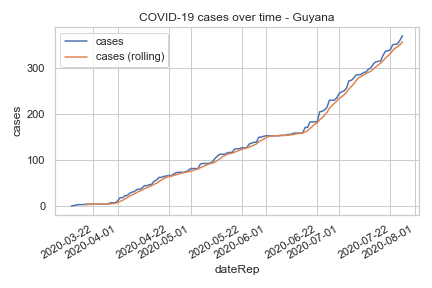 COVID-19 cases over time - Guyana
cases
cases (rolling)
300
200
100
0
cases
2020-03-22
2020-04-01
2020-04-22
2020-05-01
2020-05-22
2020-06-01
2020-06-22
2020-07-01
2020-07-22
2020-08-01
dateRep